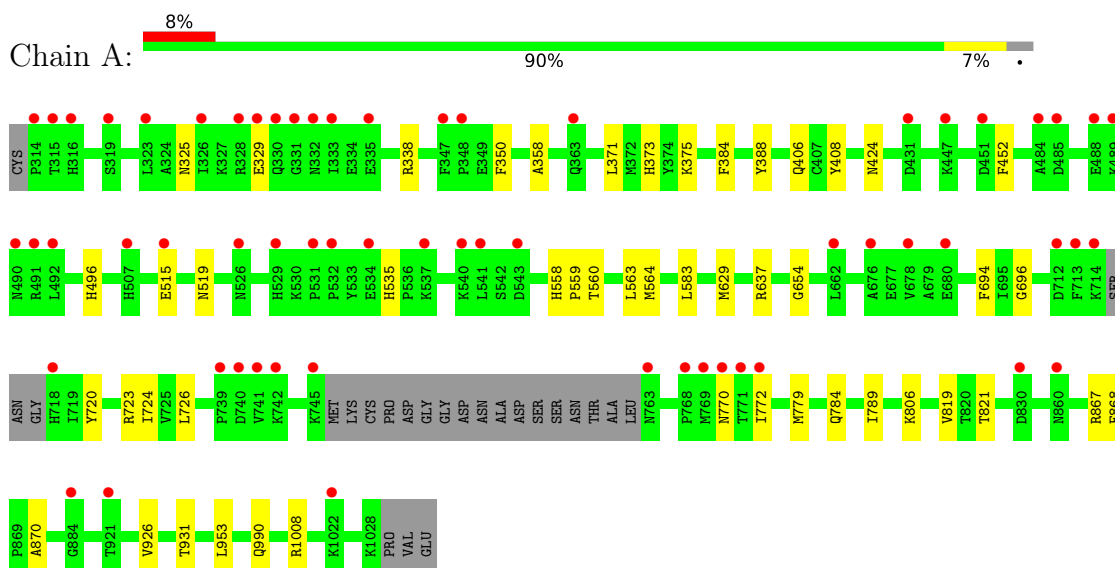 8%
Chain A:
90% 7% •
CYS P314 T315 H316 S319 L323 A324 N325 I326 K327 R328 E329 Q330 G331 N332 I333 E334 E335 R338 F347 P348 E349 F350 A358 Q363 L371 M372 H373 Y374 K375 F384 Y388 Q406 C407 Y408 N424 D431 K447 D451 F452 A484 D485 E488 K489
N490 R491 L492 H496 H507 E515 N519 N526 H529 K530 P531 P532 Y533 E534 H535 P536 K537 K540 L541 S542 D543 H558 P559 T560 L563 M564 L583 M629 R637 G654 L662 A676 E677 V678 A679 E680 F694 I695 G696 D712 F713 K714 SER
ASN GLY H718 I719 Y720 R723 I724 V725 L726 P739 D740 V741 K742 K745 MET LYS CYS PRO ASP GLY GLY ASP ASN ALA ASP SER SER ASN THR ALA LEU N763 P768 M769 N770 T771 I772 M779 Q784 I789 K806 V819 T820 T821 D830 N860 R867
P869 A870 G884 T921 V926 T931 L953 Q990 R1008 K1022 K1028 PRO VAL GLU